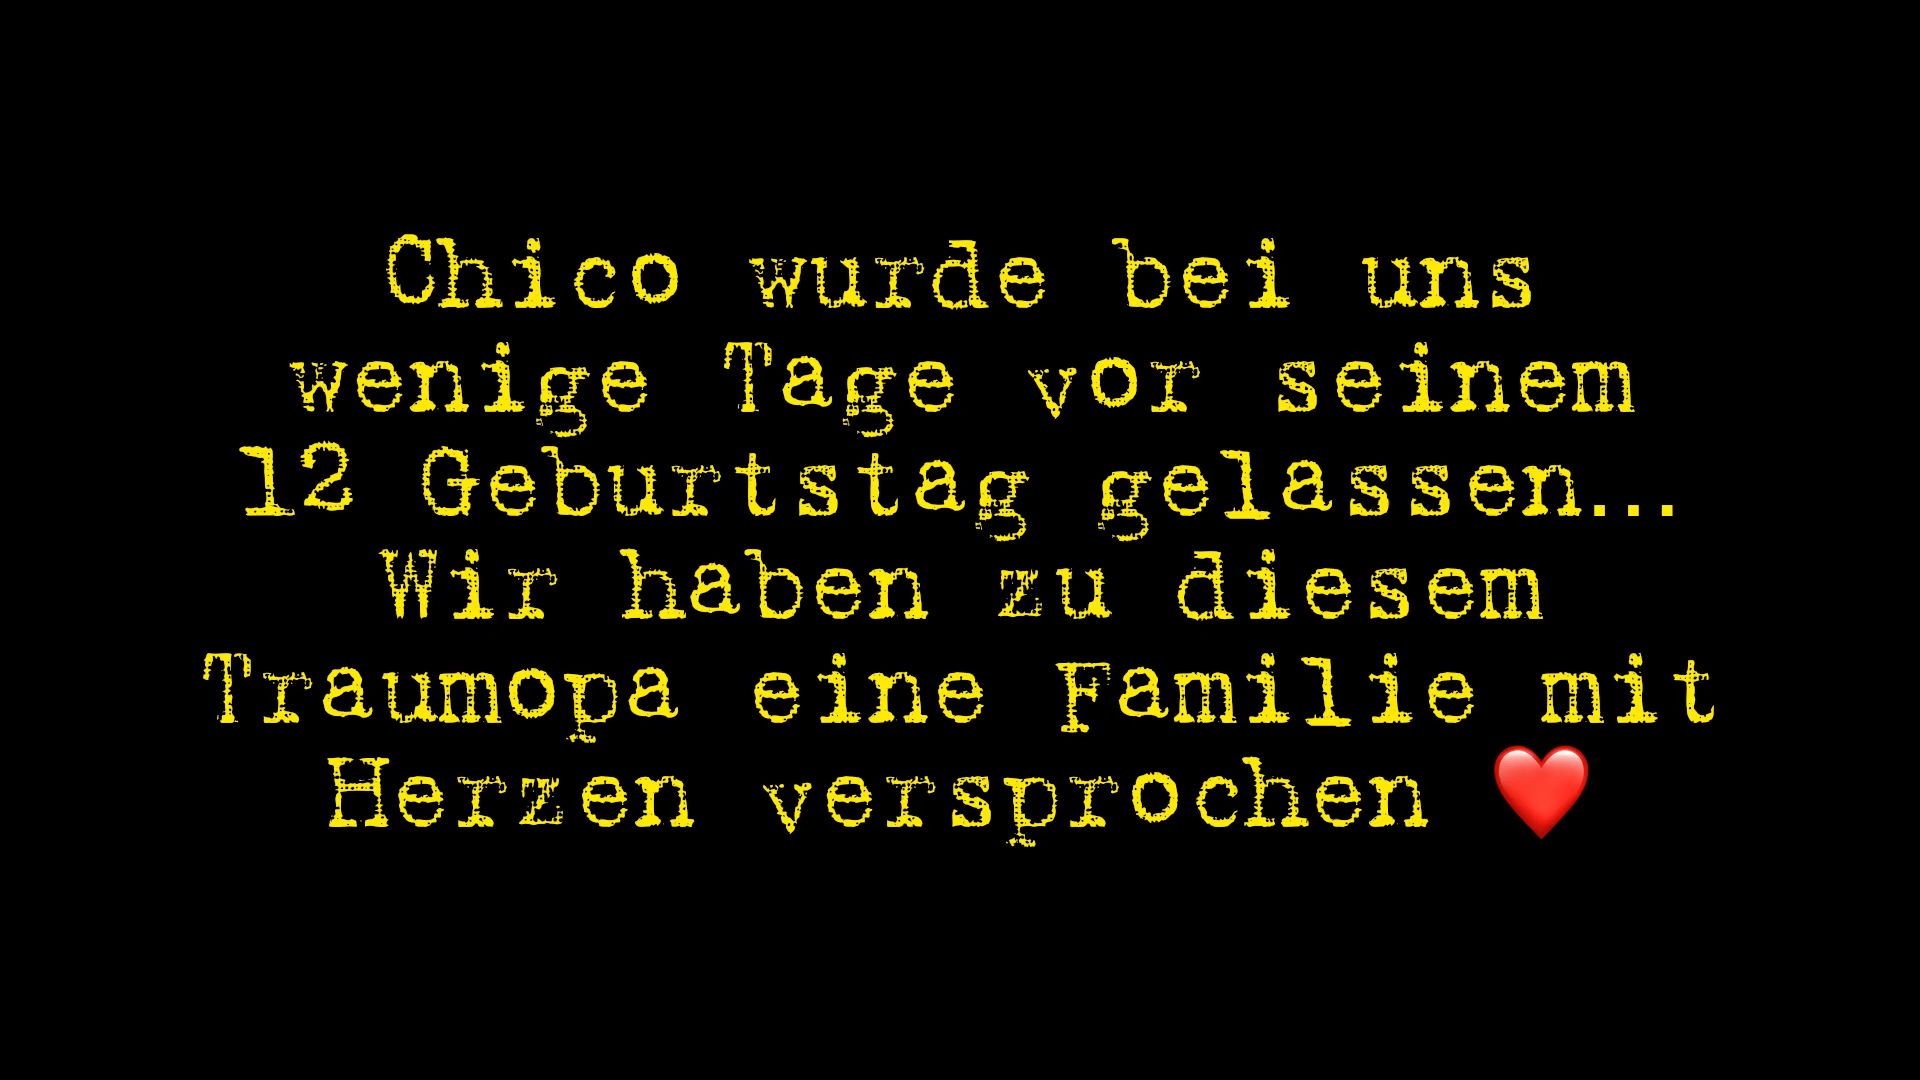 Chico wurde bei uns
wenige Tage vor seinem
12 Geburtstag gelassen...
Wir haben zu diesem
Traumopa eine Familie mit
Herzen versprochen ❤️